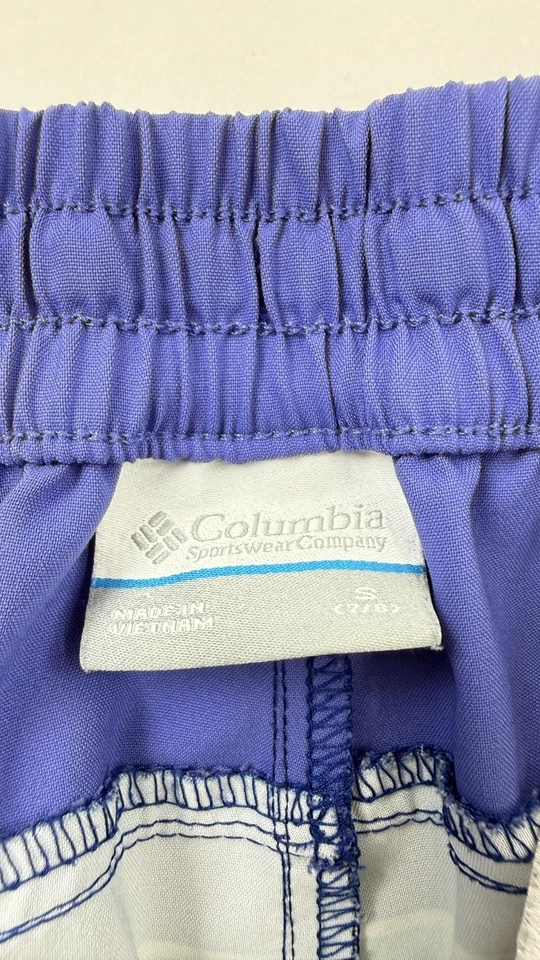 Columbia
Sportswear Company
MADE IN
VIETNAM
S
(7/8)